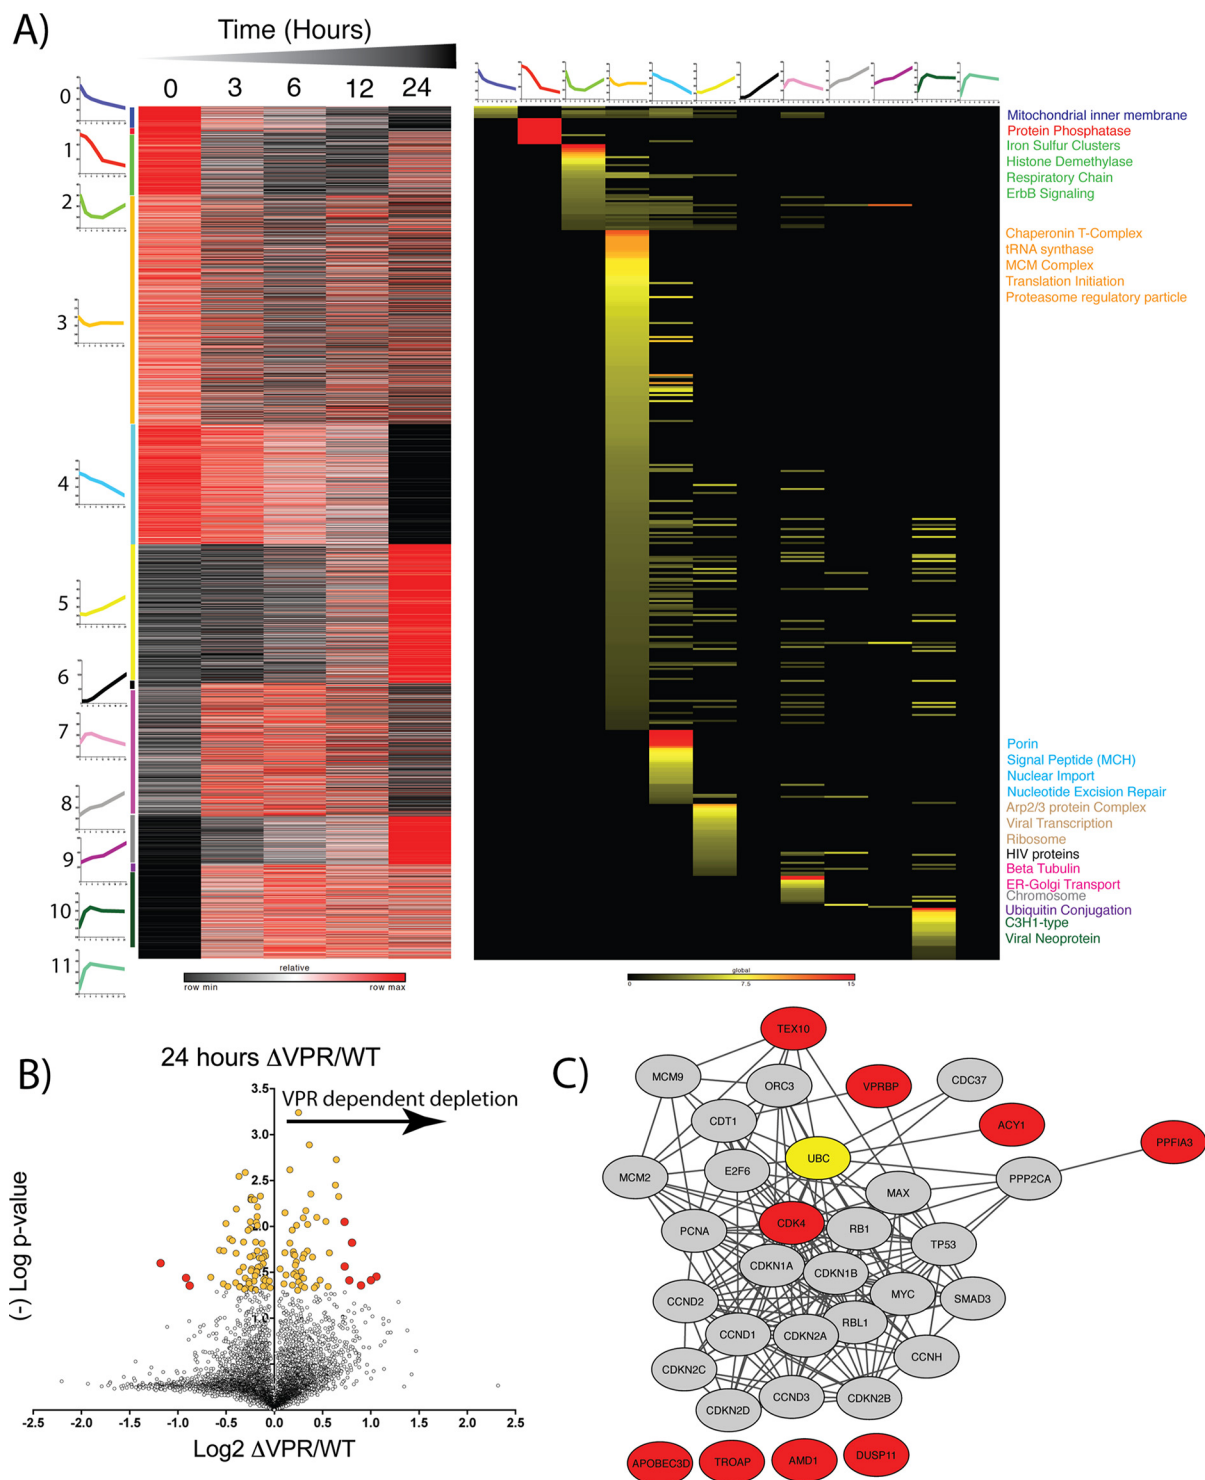 A)
Time (Hours)
0 3 6 12 24
0
1
2
3
4
5
6
7
8
9
10
11
Mitochondrial inner membrane
Protein Phosphatase
Iron Sulfur Clusters
Histone Demethylase
Respiratory Chain
ErbB Signaling
Chaperonin T-Complex
tRNA synthase
MCM Complex
Translation Initiation
Proteasome regulatory particle
Porin
Signal Peptide (MCH)
Nuclear Import
Nucleotide Excision Repair
Arp2/3 protein Complex
Viral Transcription
Ribosome
HIV proteins
Beta Tubulin
ER-Golgi Transport
Chromosome
Ubiquitin Conjugation
C3H1-type
Viral Neoprotein
relative
row min row max
global
0 7.5 15
B)
24 hours ΔVPR/WT
VPR dependent depletion
3.5
3.0
2.5
2.0
1.5
1.0
(-) Log p-value
-2.5 -2.0 -1.5 -1.0 -0.5 0.0 0.5 1.0 1.5 2.0 2.5
Log2 ΔVPR/WT
C)
TEX10
MCM9
ORC3
VPRBP
CDC37
CDT1
ACY1
PPFIA3
UBC
E2F6
MCM2
MAX
PPP2CA
CDK4
PCNA
RB1
TP53
CDKN1A
CDKN1B
MYC
SMAD3
CCND2
RBL1
CCND1
CDKN2A
CCNH
CDKN2C
CCND3
CDKN2B
CDKN2D
APOBEC3D
TROAP
AMD1
DUSP11